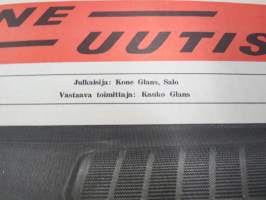 NE
UUTIS
Julkaisija: Kone Glans, Salo
Vastaava toimittaja: Kauko Glans